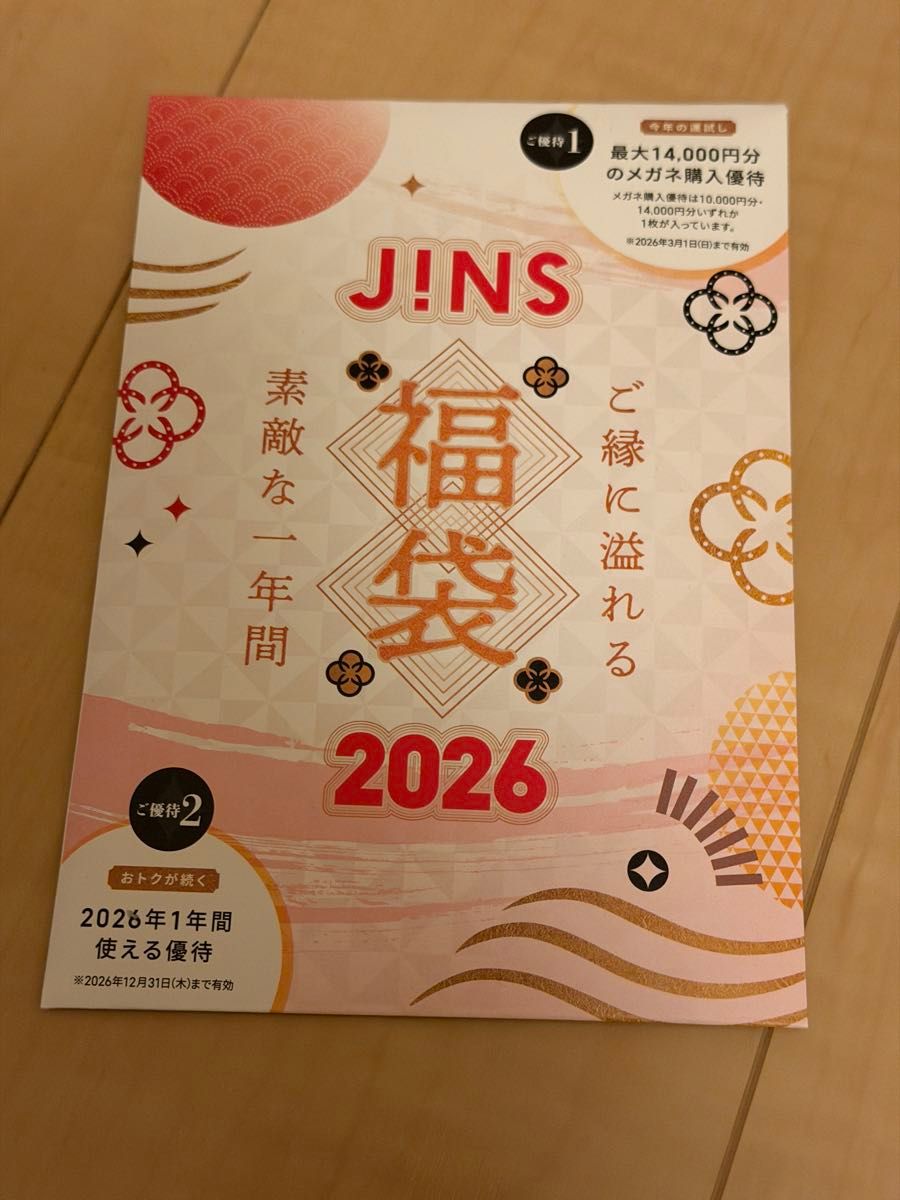 ご優待1
今年の運試し
最大14,000円分
のメガネ購入優待
メガネ購入優待は10,000円分・
14,000円分いずれか
1枚が入っています。
※2026年3月1日(日)まで有効
J!NS
ご縁に溢れる
福袋
素敵な一年間
2026
ご優待2
おトクが続く
2026年1年間
使える優待
※2026年12月31日(木)まで有効